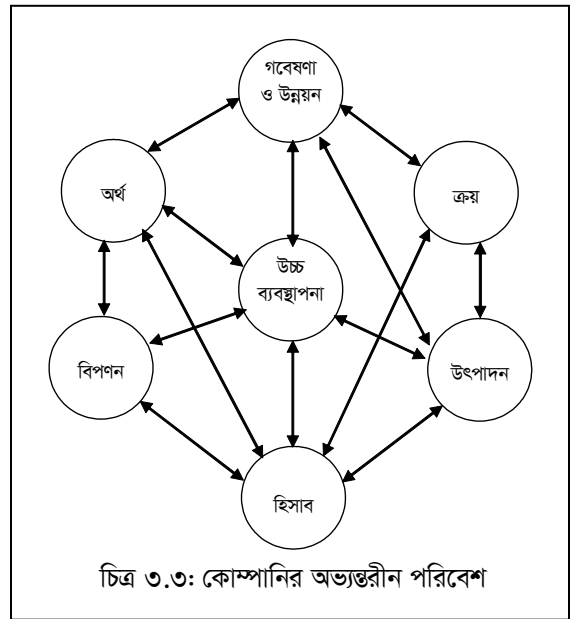 গবেষণা
ও উন্নয়ন
অর্থ
ক্রয়
উচ্চ
ব্যবস্থাপনা
বিপণন
উৎপাদন
হিসাব
চিত্র ৩.৩: কোম্পানির অভ্যন্তরীন পরিবেশ